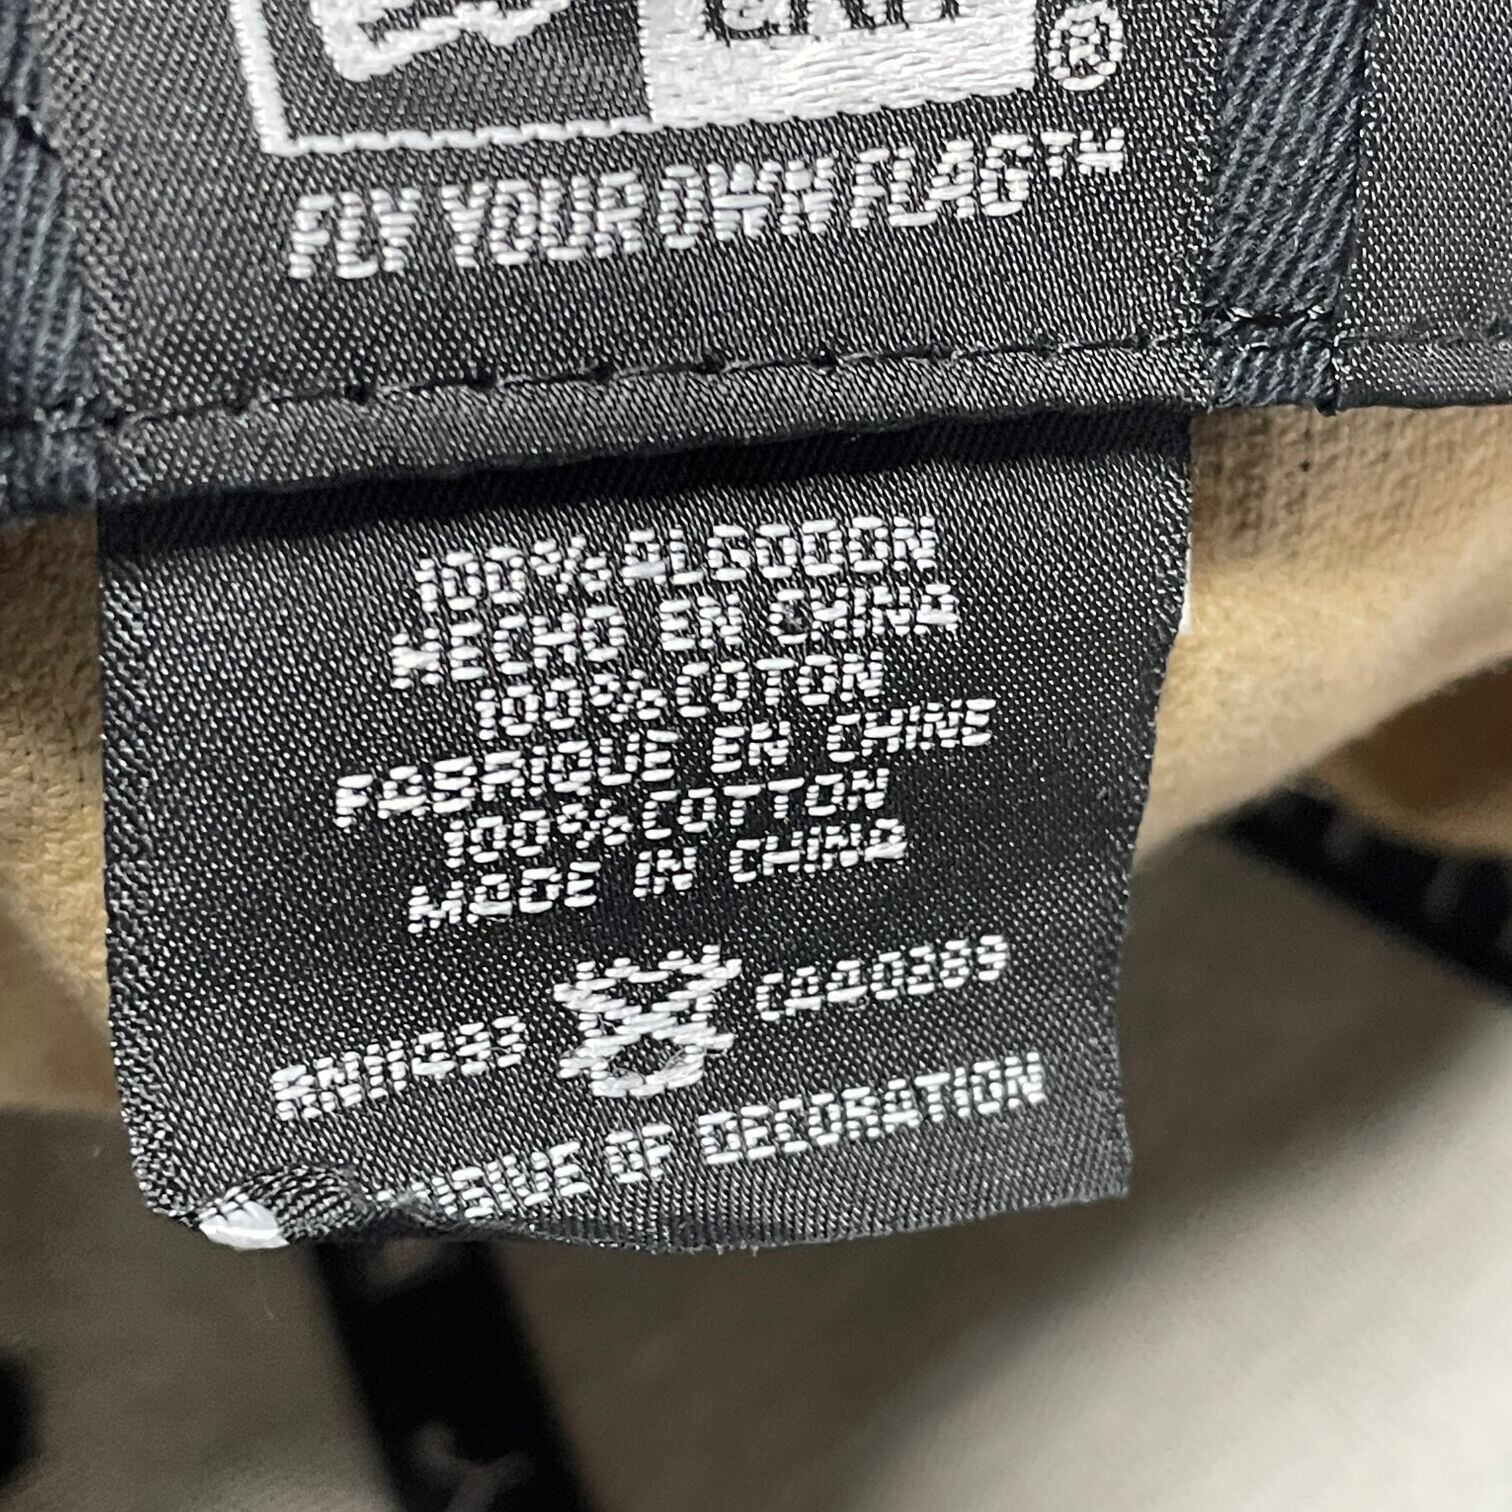 ®
FLY YOUR OWN FLAG™
100% ALGODON
HECHO EN CHINA
100% COTON
FABRIQUE EN CHINE
100% COTTON
MADE IN CHINA
CA40389
OF DECORATION